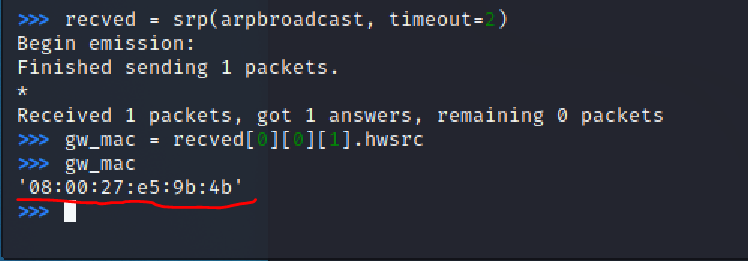 >>> recved = srp(arpbroadcast, timeout=2)
Begin emission:
Finished sending 1 packets.
*
Received 1 packets, got 1 answers, remaining 0 packets
>>> gw_mac = recved[0][0][1].hwsrc
>>> gw_mac
'08:00:27:e5:9b:4b'
>>>